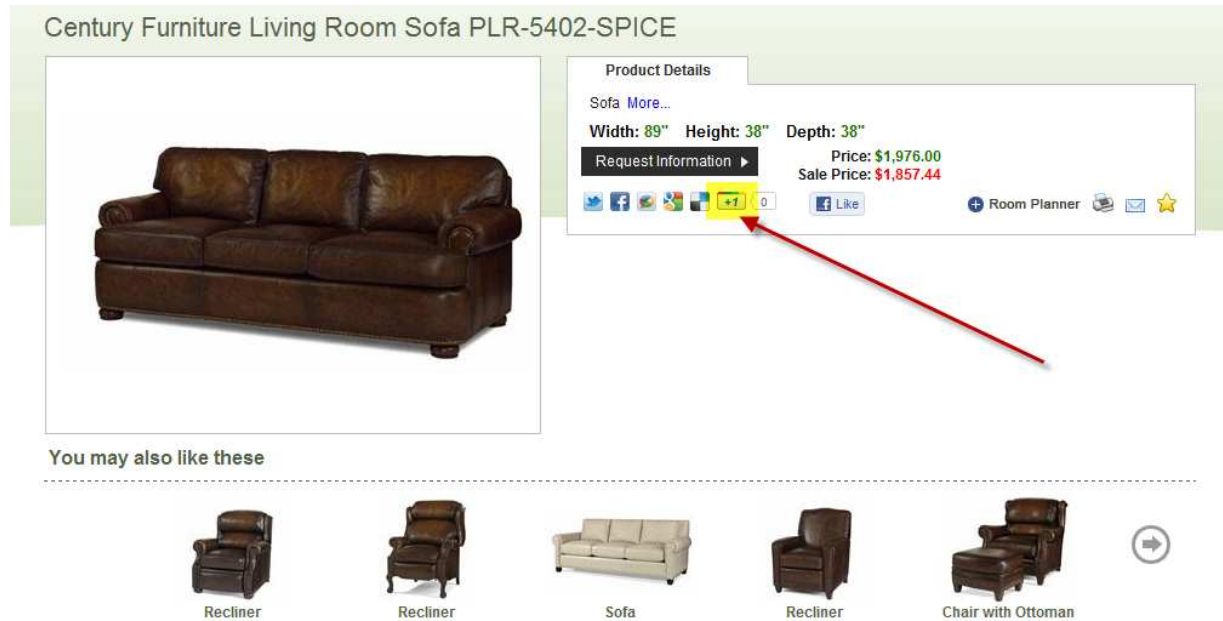 Century Furniture Living Room Sofa PLR-5402-SPICE
Product Details
Sofa More...
Width: 89" Height: 38" Depth: 38"
Request Information
Price: $1,976.00
Sale Price: $1,857.44
+1 0 Like Room Planner
You may also like these
Recliner Recliner Sofa Recliner Chair with Ottoman